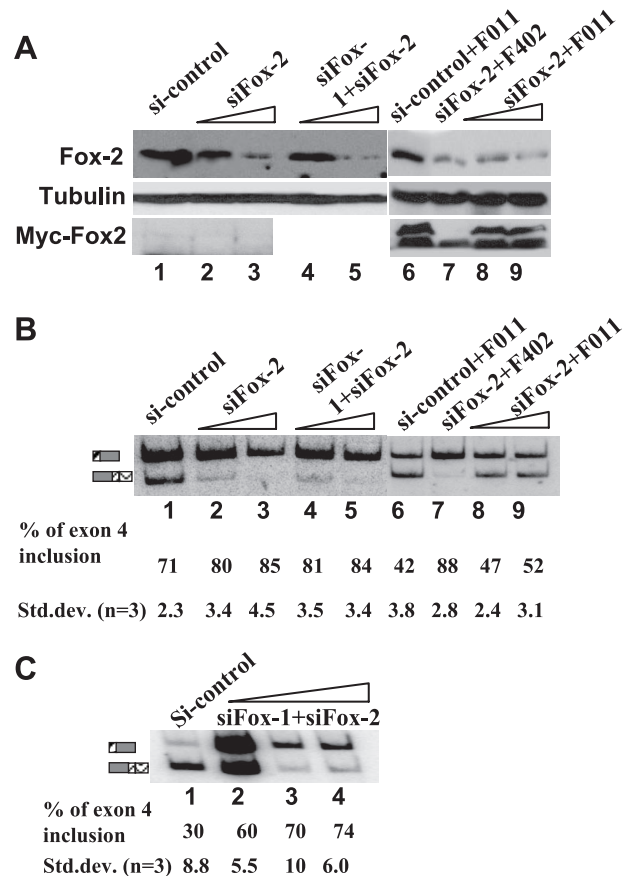 A
si-control
siFox-2
siFox-
1+siFox-2
si-control+F011
siFox-2+F402
siFox-2+F011
Fox-2
Tubulin
Myc-Fox2
1 2 3 4 5 6 7 8 9
B
si-control
siFox-2
siFox-
1+siFox-2
si-control+F011
siFox-2+F402
siFox-2+F011
1 2 3 4 5 6 7 8 9
% of exon 4
inclusion
71 80 85 81 84 42 88 47 52
Std.dev. (n=3) 2.3 3.4 4.5 3.5 3.4 3.8 2.8 2.4 3.1
C
Si-control
siFox-1+siFox-2
1 2 3 4
% of exon 4
inclusion
30 60 70 74
Std.dev. (n=3) 8.8 5.5 10 6.0